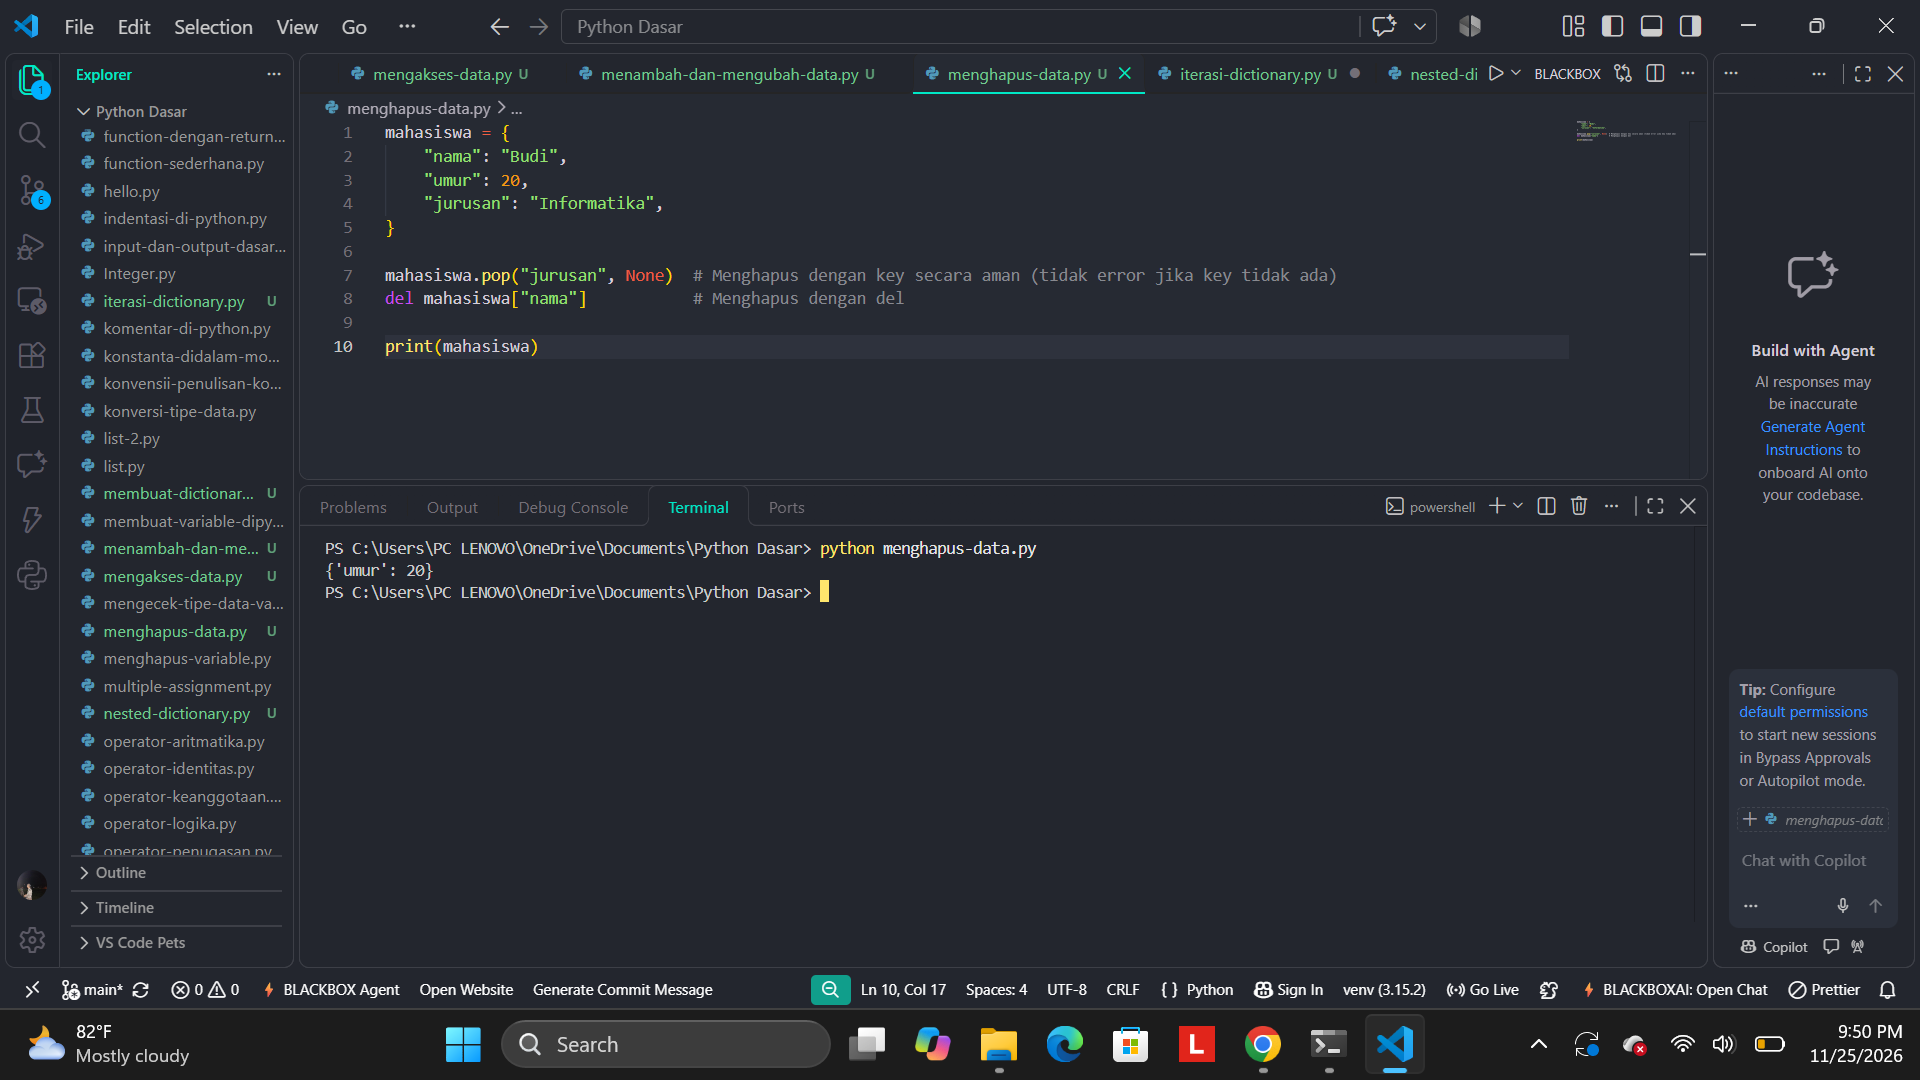 File Edit Selection View Go
Python Dasar
Explorer
Python Dasar
function-dengan-return...
function-sederhana.py
hello.py
indentasi-di-python.py
input-dan-output-dasar...
Integer.py
iterasi-dictionary.py U
komentar-di-python.py
konstanta-didalam-mo...
konvensii-penulisan-ko...
konversi-tipe-data.py
list-2.py
list.py
membuat-dictionar... U
membuat-variable-dipy...
menambah-dan-me... U
mengakses-data.py U
mengecek-tipe-data-va...
menghapus-data.py U
menghapus-variable.py
multiple-assignment.py
nested-dictionary.py U
operator-aritmatika.py
operator-identitas.py
operator-keanggotaan....
operator-logika.py
operator-penugasan.py
Outline
Timeline
VS Code Pets
mengakses-data.py U menambah-dan-mengubah-data.py U menghapus-data.py U iterasi-dictionary.py U nested-di BLACKBOX
menghapus-data.py > ...
1 mahasiswa = {
2 "nama": "Budi",
3 "umur": 20,
4 "jurusan": "Informatika",
5 }
6
7 mahasiswa.pop("jurusan", None) # Menghapus dengan key secara aman (tidak error jika key tidak ada)
8 del mahasiswa["nama"] # Menghapus dengan del
9
10 print(mahasiswa)
Problems Output Debug Console Terminal Ports
powershell
PS C:\Users\PC LENOVO\OneDrive\Documents\Python Dasar> python menghapus-data.py
{'umur': 20}
PS C:\Users\PC LENOVO\OneDrive\Documents\Python Dasar>
Build with Agent
AI responses may
be inaccurate
Generate Agent
Instructions to
onboard AI onto
your codebase.
Tip: Configure
default permissions
to start new sessions
in Bypass Approvals
or Autopilot mode.
menghapus-data
Chat with Copilot
Copilot
1
6
main* 0 0 BLACKBOX Agent Open Website Generate Commit Message Ln 10, Col 17 Spaces: 4 UTF-8 CRLF {} Python Sign In venv (3.15.2) Go Live BLACKBOXAI: Open Chat Prettier
82°F
Mostly cloudy
Search
L
9:50 PM
11/25/2026